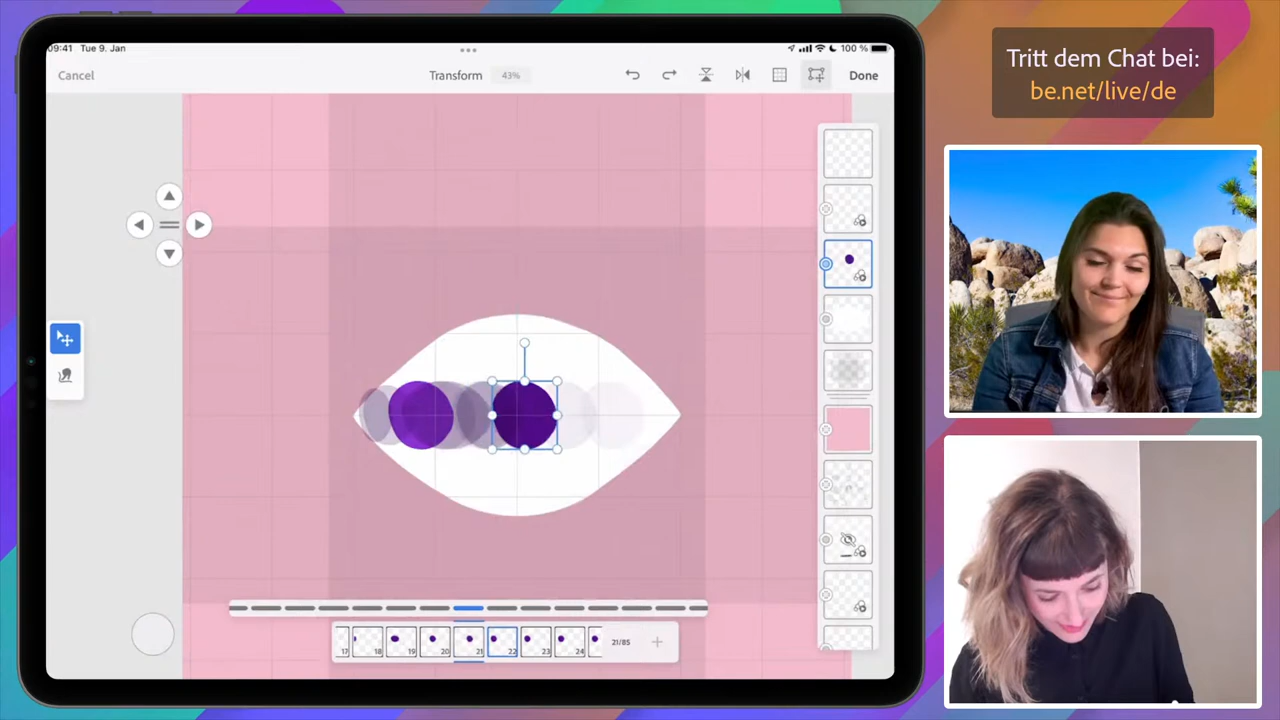 09:41 Tue 9. Jan
100 %
Cancel
Transform 43%
Done
17 18 19 20 21 22 23 24 21/85
Tritt dem Chat bei:
be.net/live/de